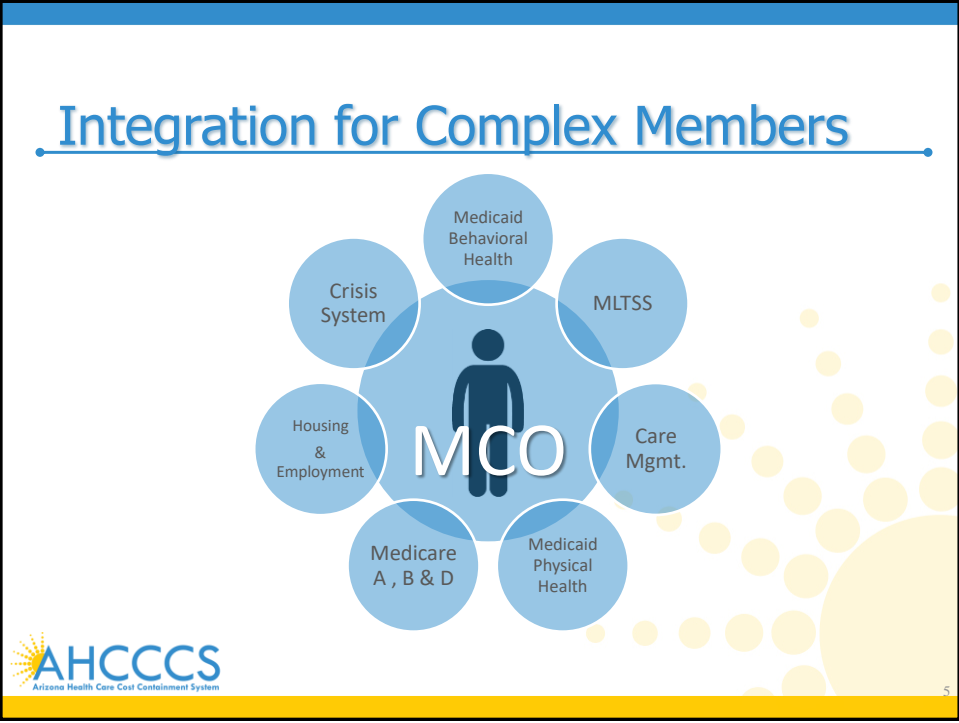 Integration for Complex Members
Medicaid
Behavioral
Health
Crisis
System
MLTSS
Housing
&
Employment
MCO
Care
Mgmt.
Medicare
A , B & D
Medicaid
Physical
Health
AHCCCS
Arizona Health Care Cost Containment System
5